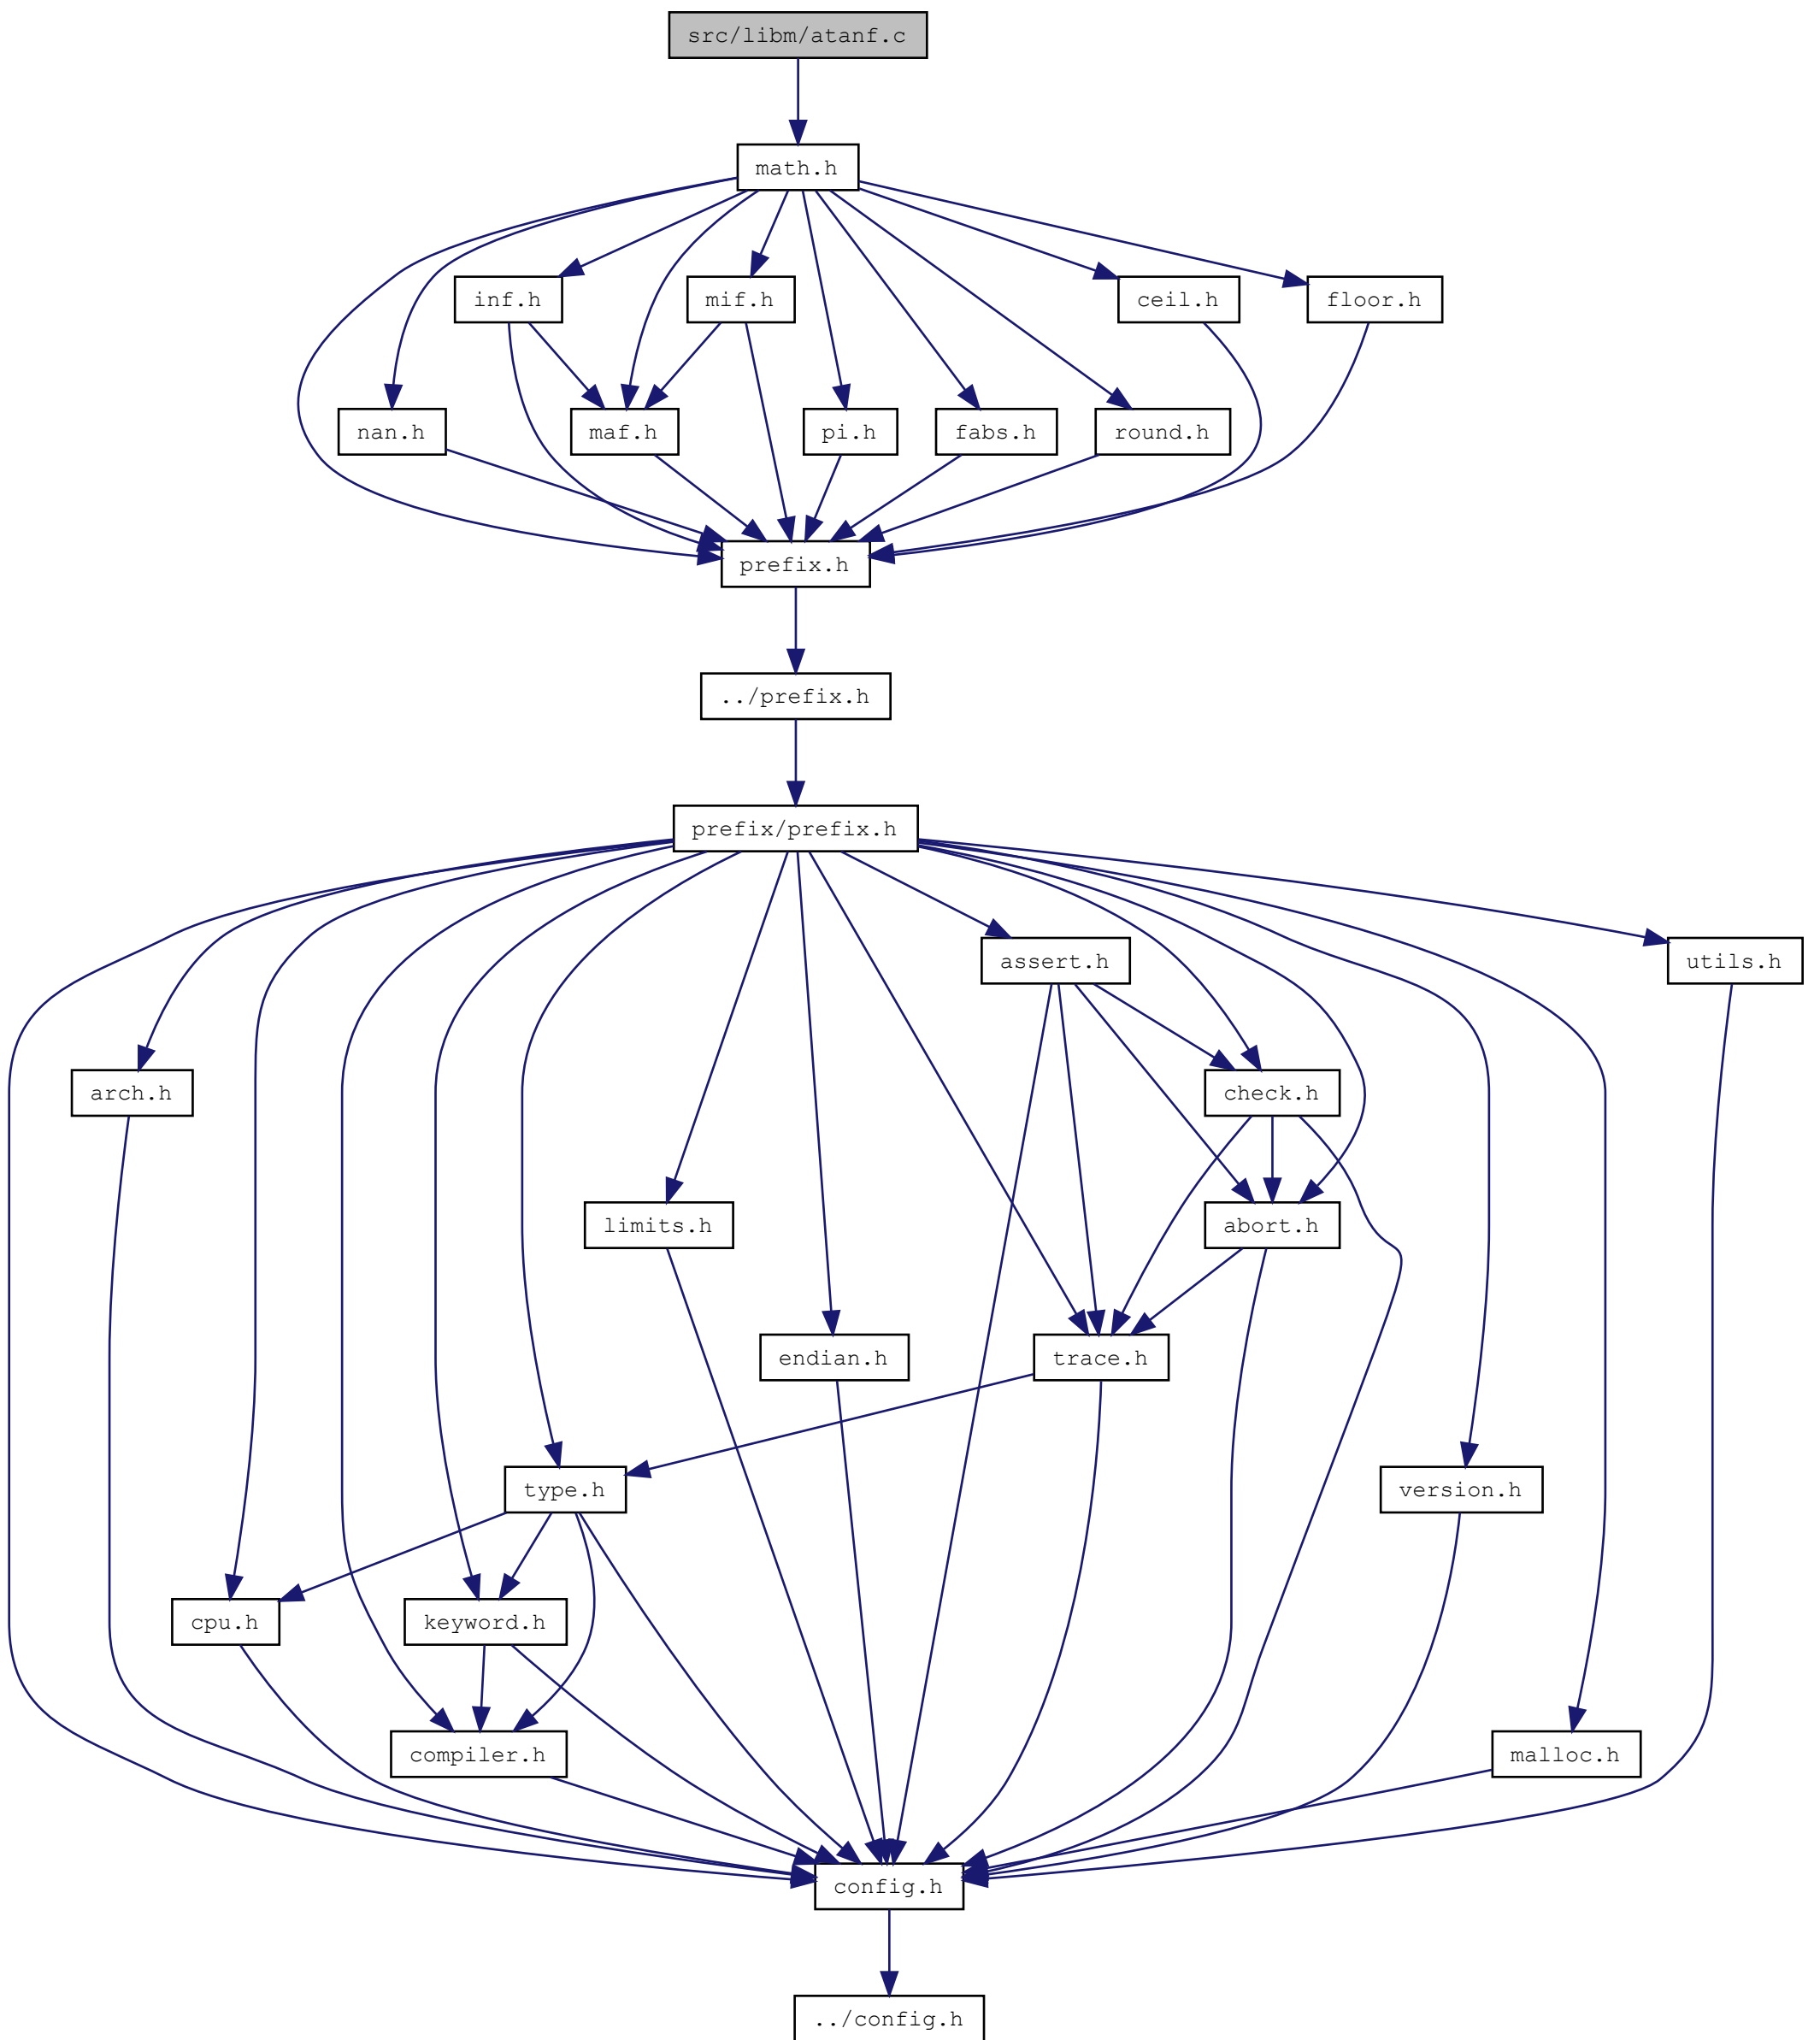 src/libm/atanf.c
math.h
inf.h
mif.h
ceil.h
floor.h
nan.h
maf.h
pi.h
fabs.h
round.h
prefix.h
../prefix.h
prefix/prefix.h
assert.h
utils.h
arch.h
check.h
limits.h
abort.h
endian.h
trace.h
type.h
version.h
cpu.h
keyword.h
compiler.h
malloc.h
config.h
../config.h